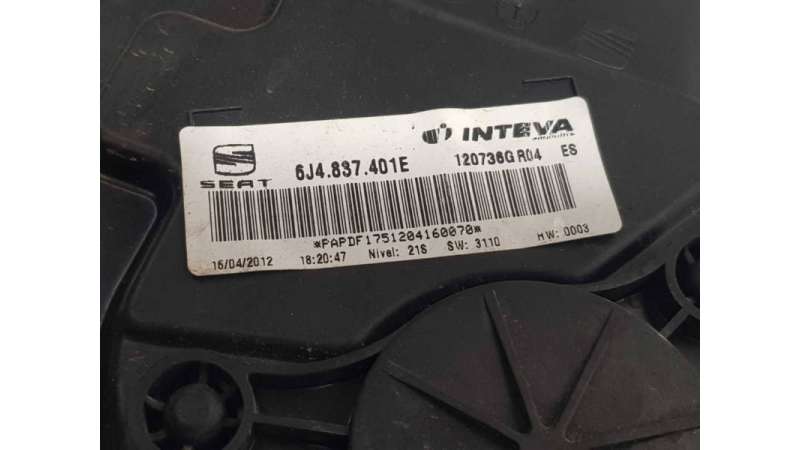 SEAT
6J4.837.401E
INTEVA
120736G R04 ES
*PAPDF1751204160070*
16/04/2012 18:20:47 Nivel: 21S SW: 3110 HW: 0003